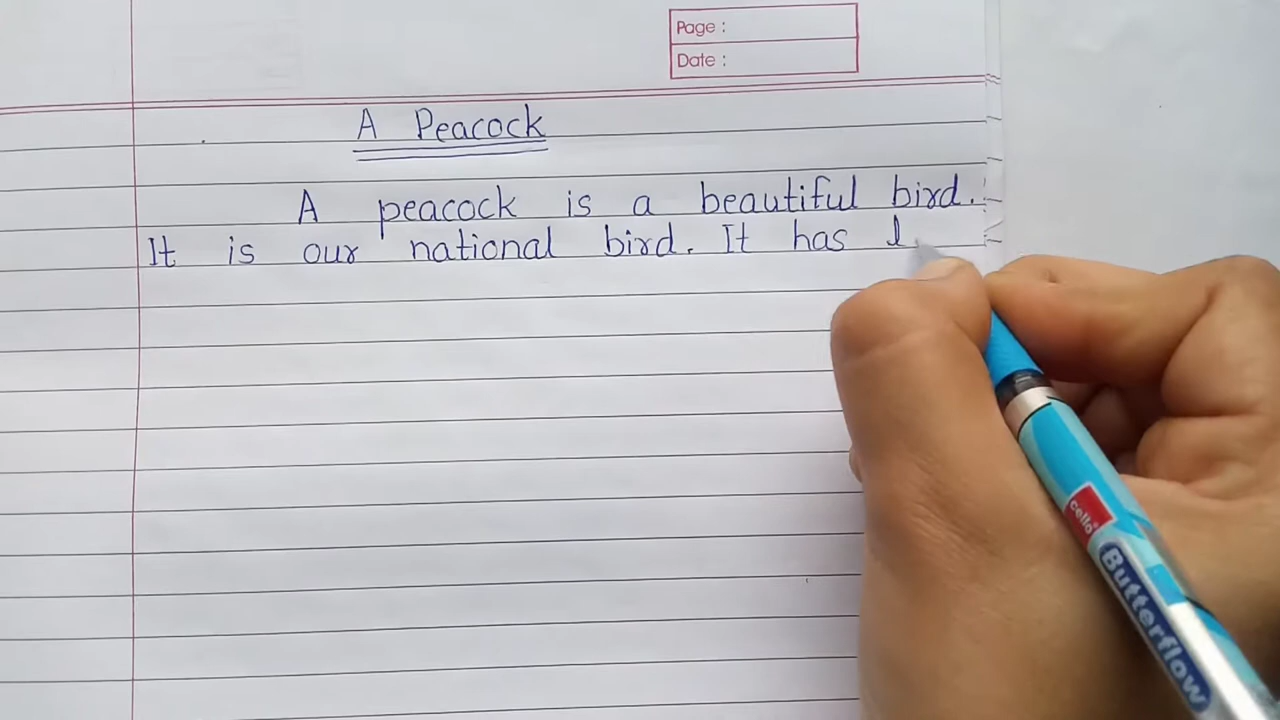 Page :
Date :
A Peacock
A peacock is a beautiful bird.
It is our national bird. It has l
cello
Butterflow